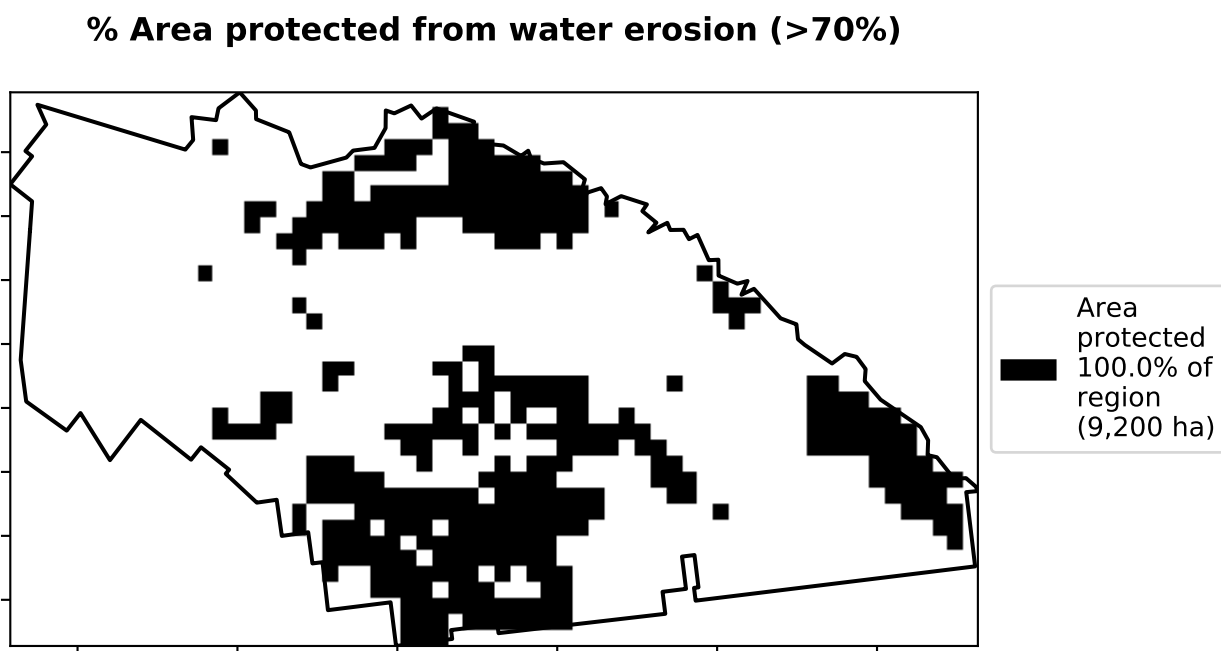 % Area protected from water erosion (>70%)
Area
protected
100.0% of
region
(9,200 ha)